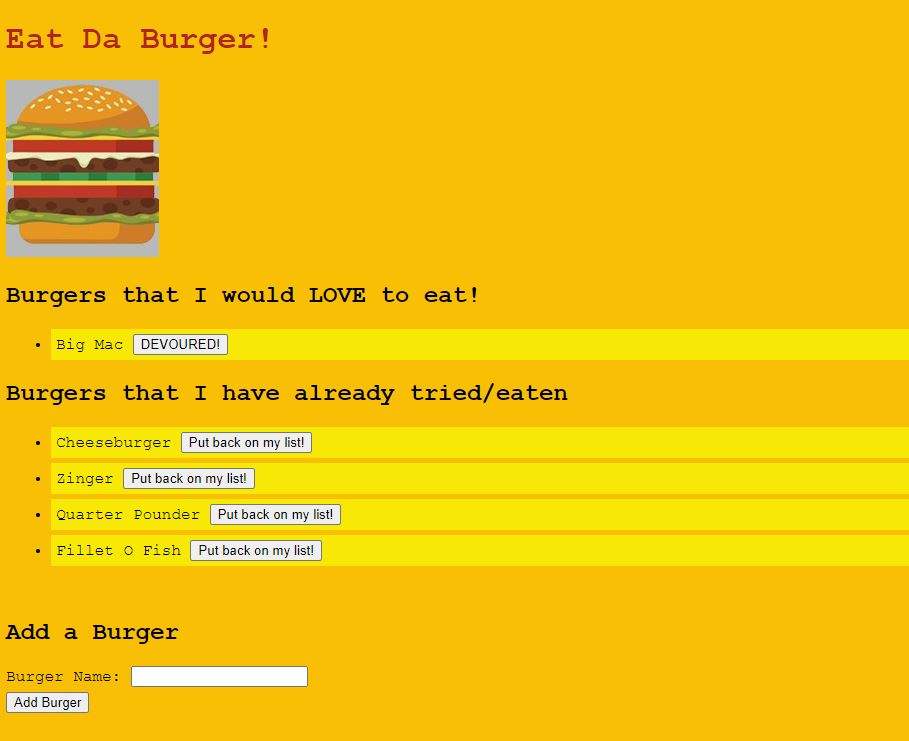 Eat Da Burger!
Burgers that I would LOVE to eat!
Big Mac DEVOURED!
Burgers that I have already tried/eaten
Cheeseburger Put back on my list!
Zinger Put back on my list!
Quarter Pounder Put back on my list!
Fillet O Fish Put back on my list!
Add a Burger
Burger Name:
Add Burger